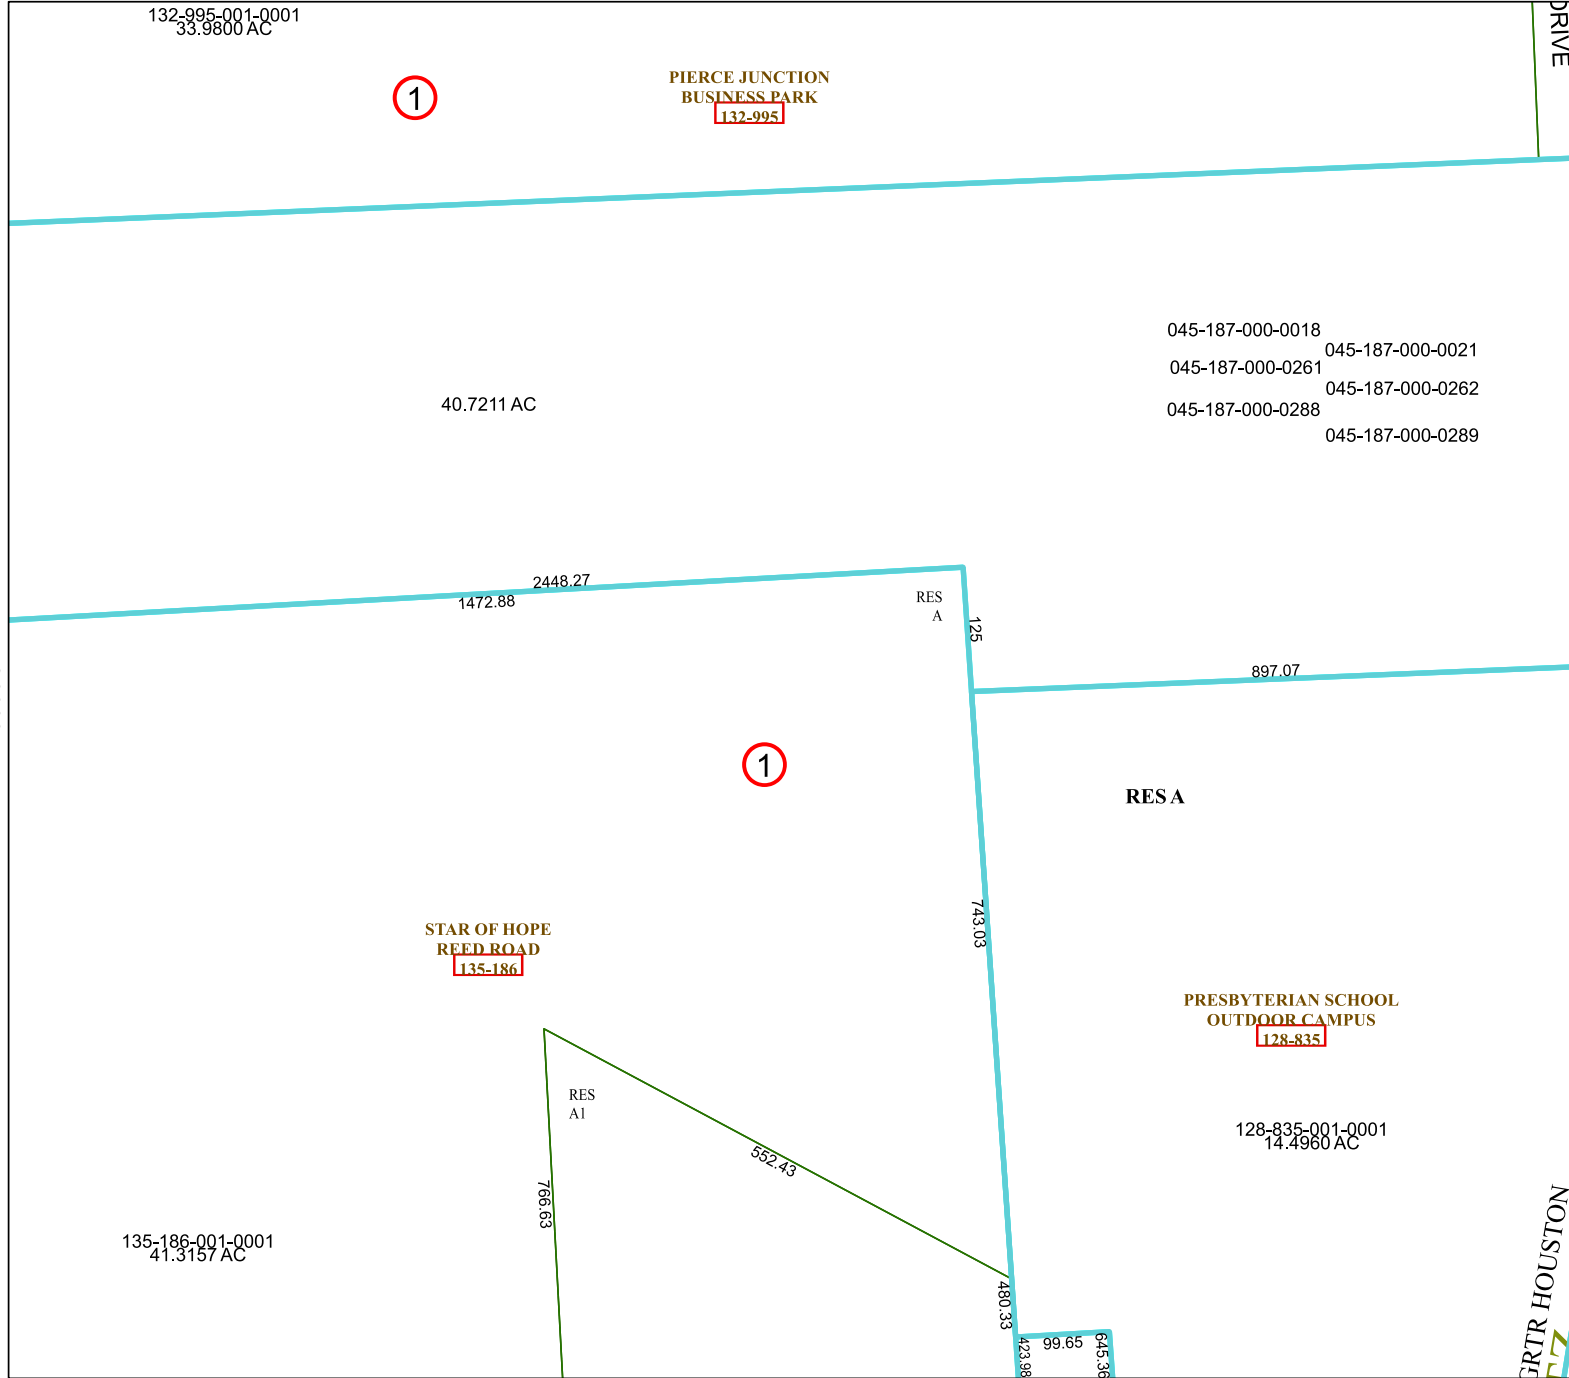 132-995-001-0001
33.9800 AC
DRIVE
1
PIERCE JUNCTION
BUSINESS PARK
132-995
045-187-000-0018
045-187-000-0021
045-187-000-0261
045-187-000-0262
045-187-000-0288
045-187-000-0289
40.7211 AC
2448.27
1472.88
RES
A
125
897.07
1
RES A
743.03
STAR OF HOPE
REED ROAD
135-186
PRESBYTERIAN SCHOOL
OUTDOOR CAMPUS
128-835
RES
A1
552.43
766.63
128-835-001-0001
14.4960 AC
135-186-001-0001
41.3157 AC
480.33
423.98
99.65
645.36
GRTR HOUSTON